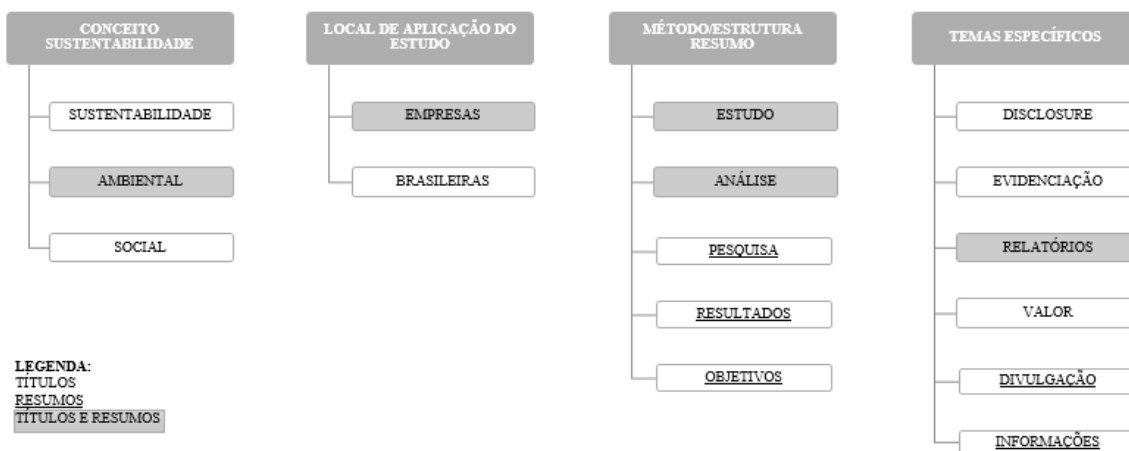 CONCEITO
SUSTENTABILIDADE
SUSTENTABILIDADE
AMBIENTAL
SOCIAL
LOCAL DE APLICAÇÃO DO
ESTUDO
EMPRESAS
BRASILEIRAS
MÉTODO/ESTRUTURA
RESUMO
ESTUDO
ANÁLISE
PESQUISA
RESULTADOS
OBJETIVOS
TEMAS ESPECÍFICOS
DISCLOSURE
EVIDENCIAÇÃO
RELATÓRIOS
VALOR
DIVULGAÇÃO
INFORMAÇÕES
LEGENDA:
TÍTULOS
RESUMOS
TÍTULOS E RESUMOS